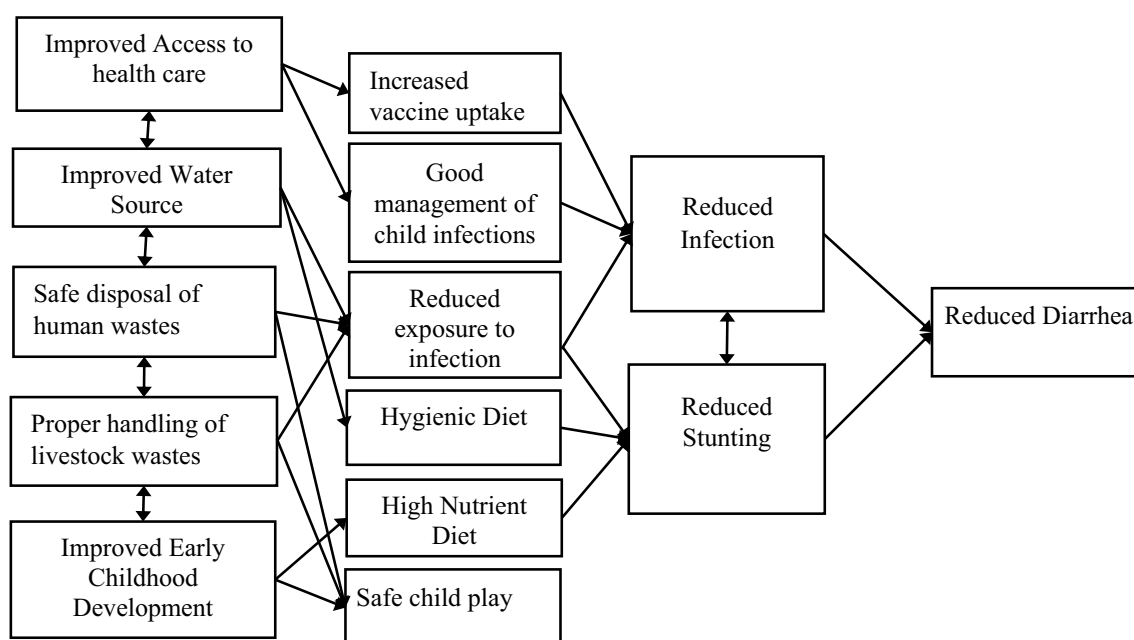 Improved Access to
health care
Improved Water
Source
Safe disposal of
human wastes
Proper handling of
livestock wastes
Improved Early
Childhood
Development
Increased
vaccine uptake
Good
management of
child infections
Reduced
exposure to
infection
Hygienic Diet
High Nutrient
Diet
Safe child play
Reduced
Infection
Reduced
Stunting
Reduced Diarrhea